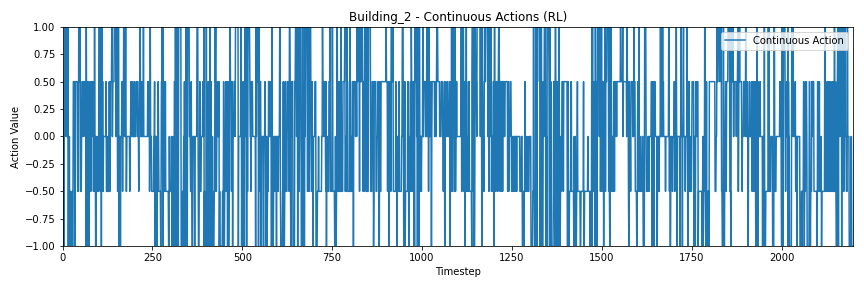 Building_2 - Continuous Actions (RL)
Continuous Action
Action Value
1.00
0.75
0.50
0.25
0.00
−0.25
−0.50
−0.75
−1.00
0 250 500 750 1000 1250 1500 1750 2000
Timestep